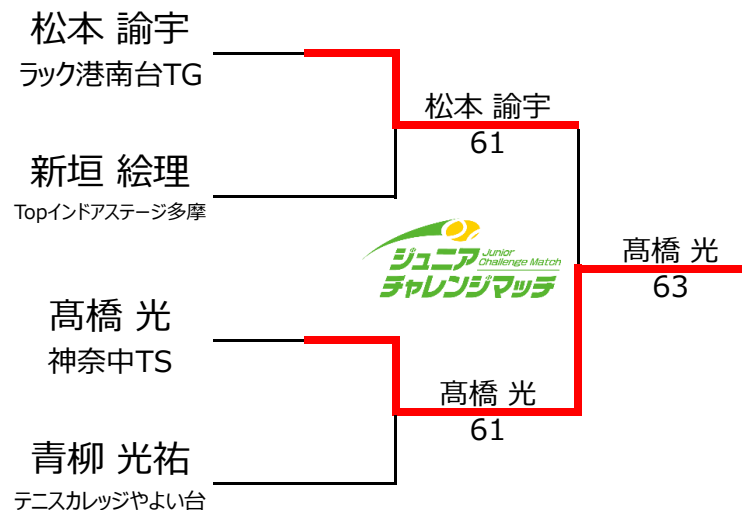 松本 諭宇
ラック港南台TG
松本 諭宇
61
新垣 絵理
Topインドアステージ多摩
ジュニア Junior Challenge Match
チャレンジマッチ
髙橋 光
63
髙橋 光
神奈中TS
髙橋 光
61
青柳 光祐
テニスカレッジやよい台